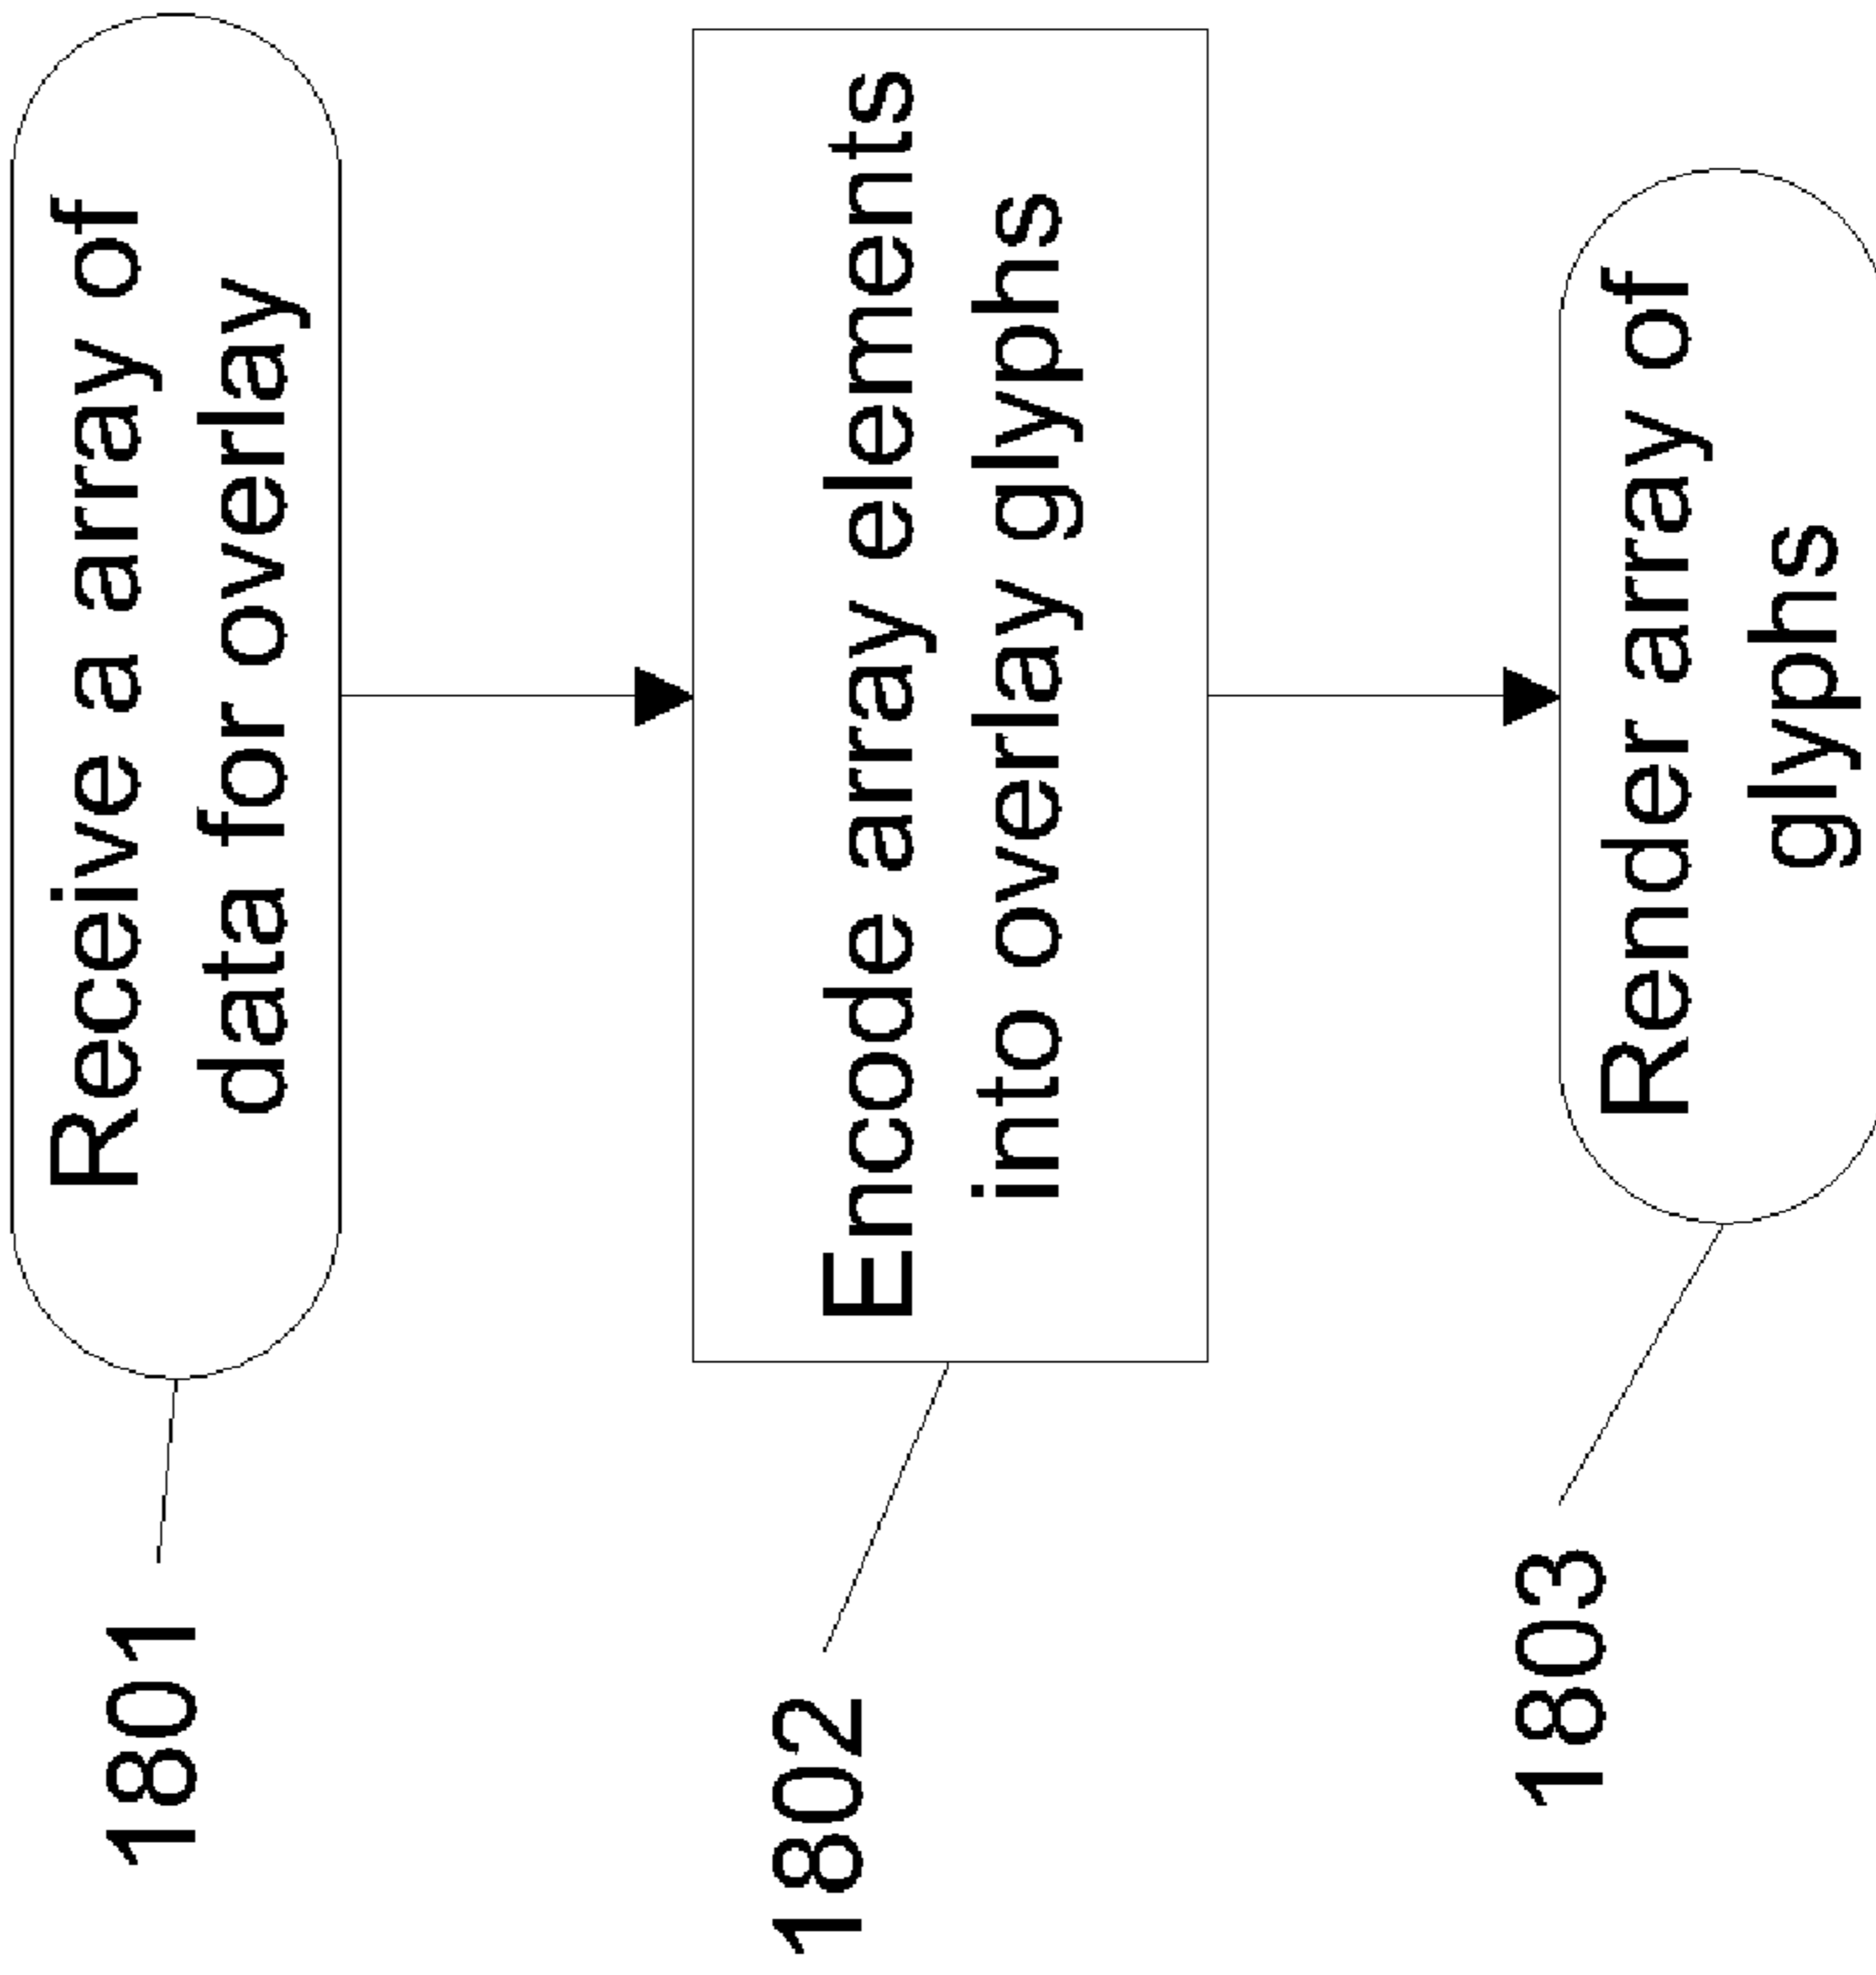 1801
Receive a array of
data for overlay
1802
Encode array elements
into overlay glyphs
1803
Render array of
glyphs